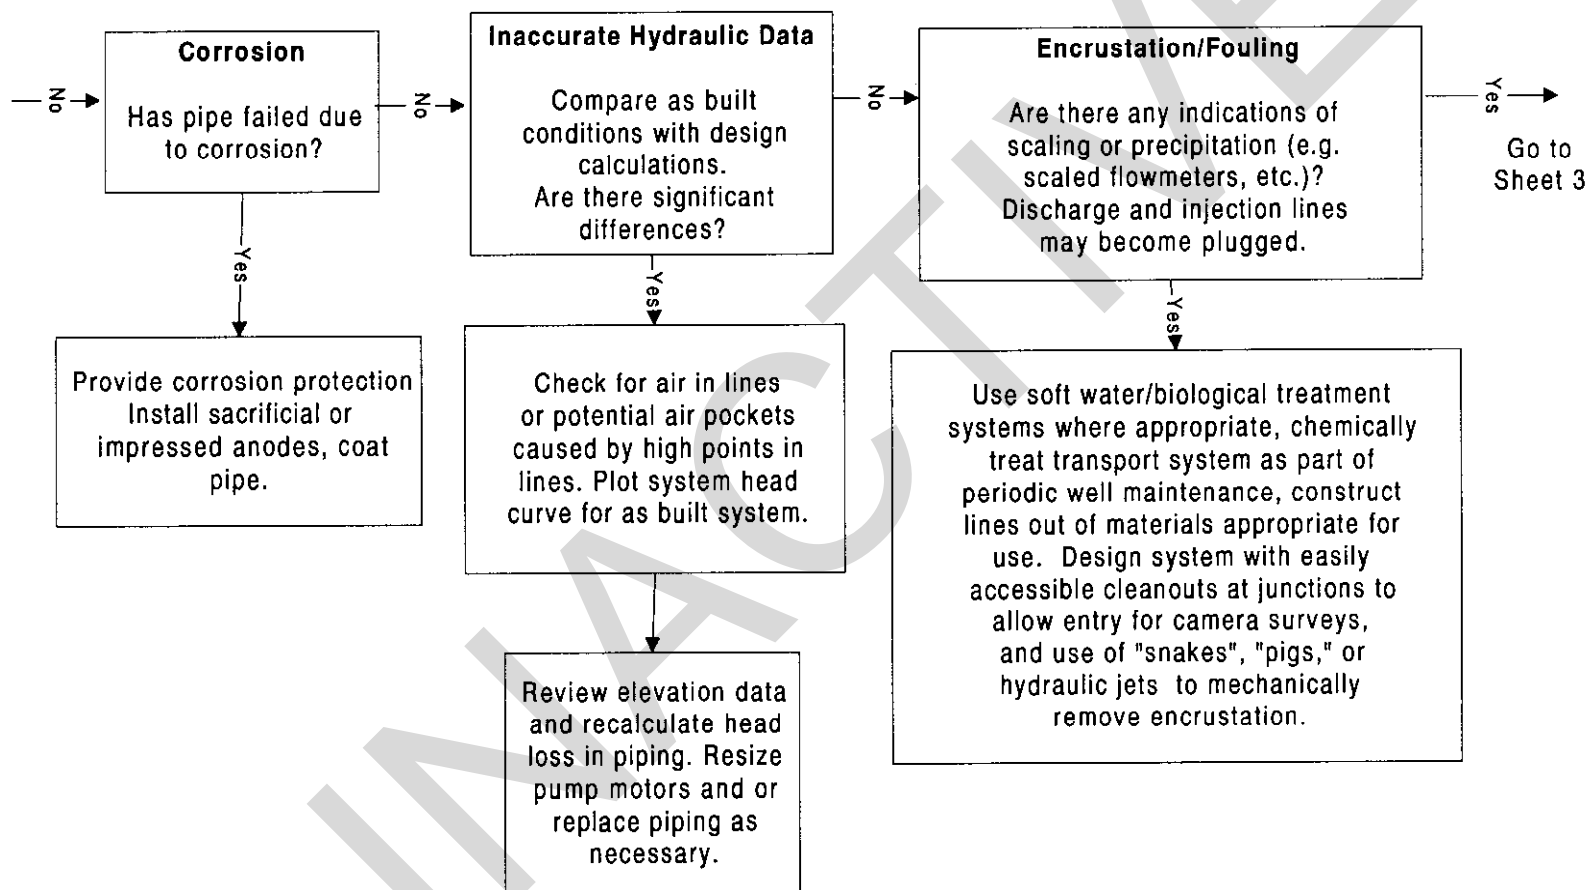 No
Corrosion
Has pipe failed due
to corrosion?
No
Inaccurate Hydraulic Data
Compare as built
conditions with design
calculations.
Are there significant
differences?
No
Encrustation/Fouling
Are there any indications of
scaling or precipitation (e.g.
scaled flowmeters, etc.)?
Discharge and injection lines
may become plugged.
Yes
Go to
Sheet 3
Yes
Provide corrosion protection
Install sacrificial or
impressed anodes, coat
pipe.
Yes
Check for air in lines
or potential air pockets
caused by high points in
lines. Plot system head
curve for as built system.
Review elevation data
and recalculate head
loss in piping. Resize
pump motors and or
replace piping as
necessary.
Yes
Use soft water/biological treatment
systems where appropriate, chemically
treat transport system as part of
periodic well maintenance, construct
lines out of materials appropriate for
use. Design system with easily
accessible cleanouts at junctions to
allow entry for camera surveys,
and use of "snakes", "pigs," or
hydraulic jets to mechanically
remove encrustation.
INACTIVE